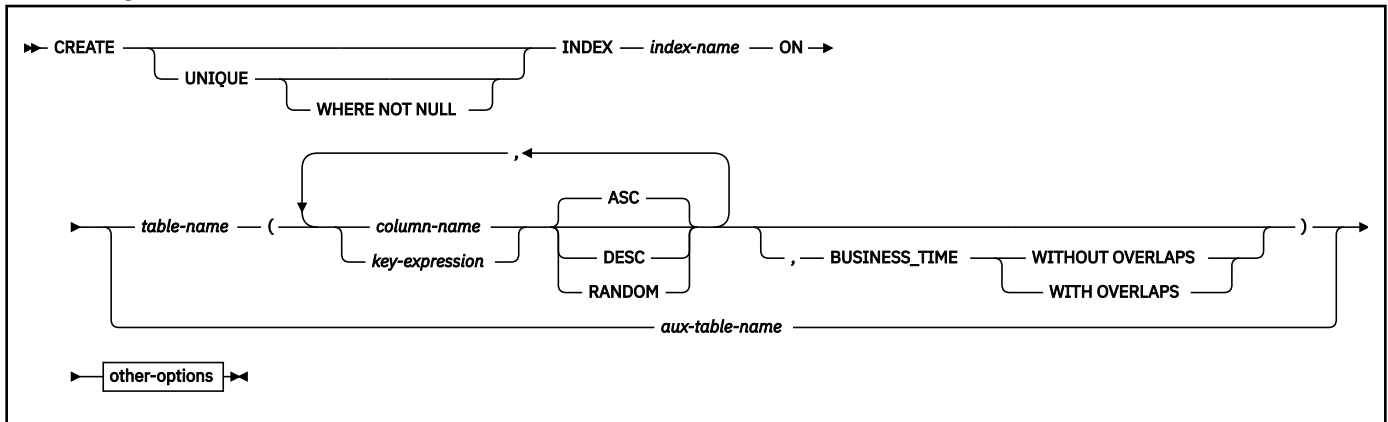 CREATE INDEX index-name ON
UNIQUE
WHERE NOT NULL
,
ASC
table-name ( column-name )
key-expression DESC , BUSINESS_TIME WITHOUT OVERLAPS
RANDOM WITH OVERLAPS
aux-table-name
other-options